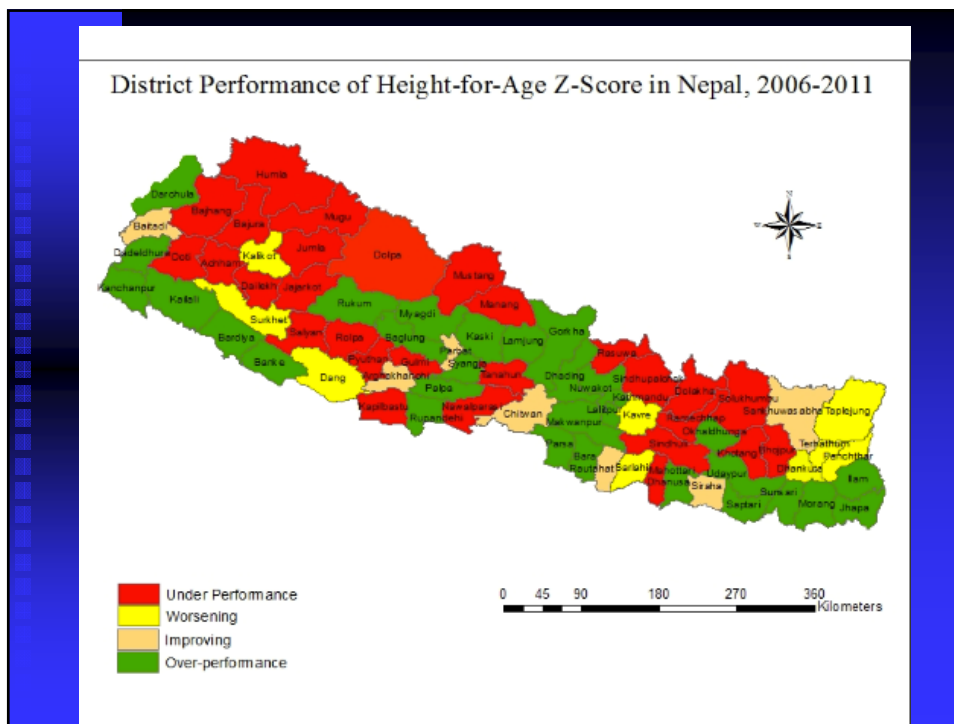 District Performance of Height-for-Age Z-Score in Nepal, 2006-2011
Humla
Darchula
Bajhang
Mugu
Bajura
Baitadi
N
W E
S
Jumla
Dolpa
Dadeldhura
Doti
Achham
Kalikot
Mustang
Dailekh
Jajarkot
Kanchanpur
Kailali
Rukum
Manang
Myagdi
Surkhet
Gorkha
Bardiya
Salyan
Rolpa
Baglung
Kaski
Lamjung
Parbat
Rasuwa
Banke
Pyuthan
Gulmi
Syangja
Dang
Tanahun
Dhading
Sindhupalchok
Arghakhanchi
Nuwakot
Dolakha
Palpa
Kathmandu
Solukhumbu
Sankhuwasabha
Taplejung
Kapilbastu
Nawalparasi
Chitwan
Lalitpur
Kavre
Ramechhap
Rupandehi
Makwanpur
Okhaldhunga
Parsa
Sindhuli
Khotang
Bhojpur
Terhathum
Panchthar
Bara
Rautahat
Sarlahi
Mahottari
Udaypur
Dhankuta
Dhanusa
Siraha
Ilam
Saptari
Sunsari
Morang
Jhapa
Under Performance
Worsening
Improving
Over-performance
0 45 90 180 270 360
Kilometers